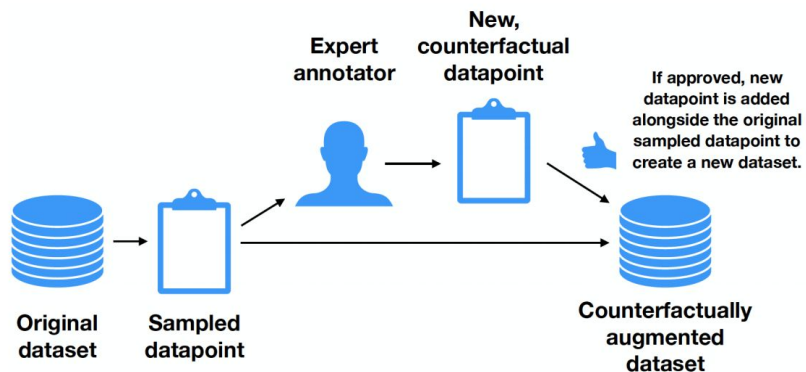 Expert
annotator
New,
counterfactual
datapoint
If approved, new
datapoint is added
alongside the original
sampled datapoint to
create a new dataset.
Original
dataset
Sampled
datapoint
Counterfactually
augmented
dataset